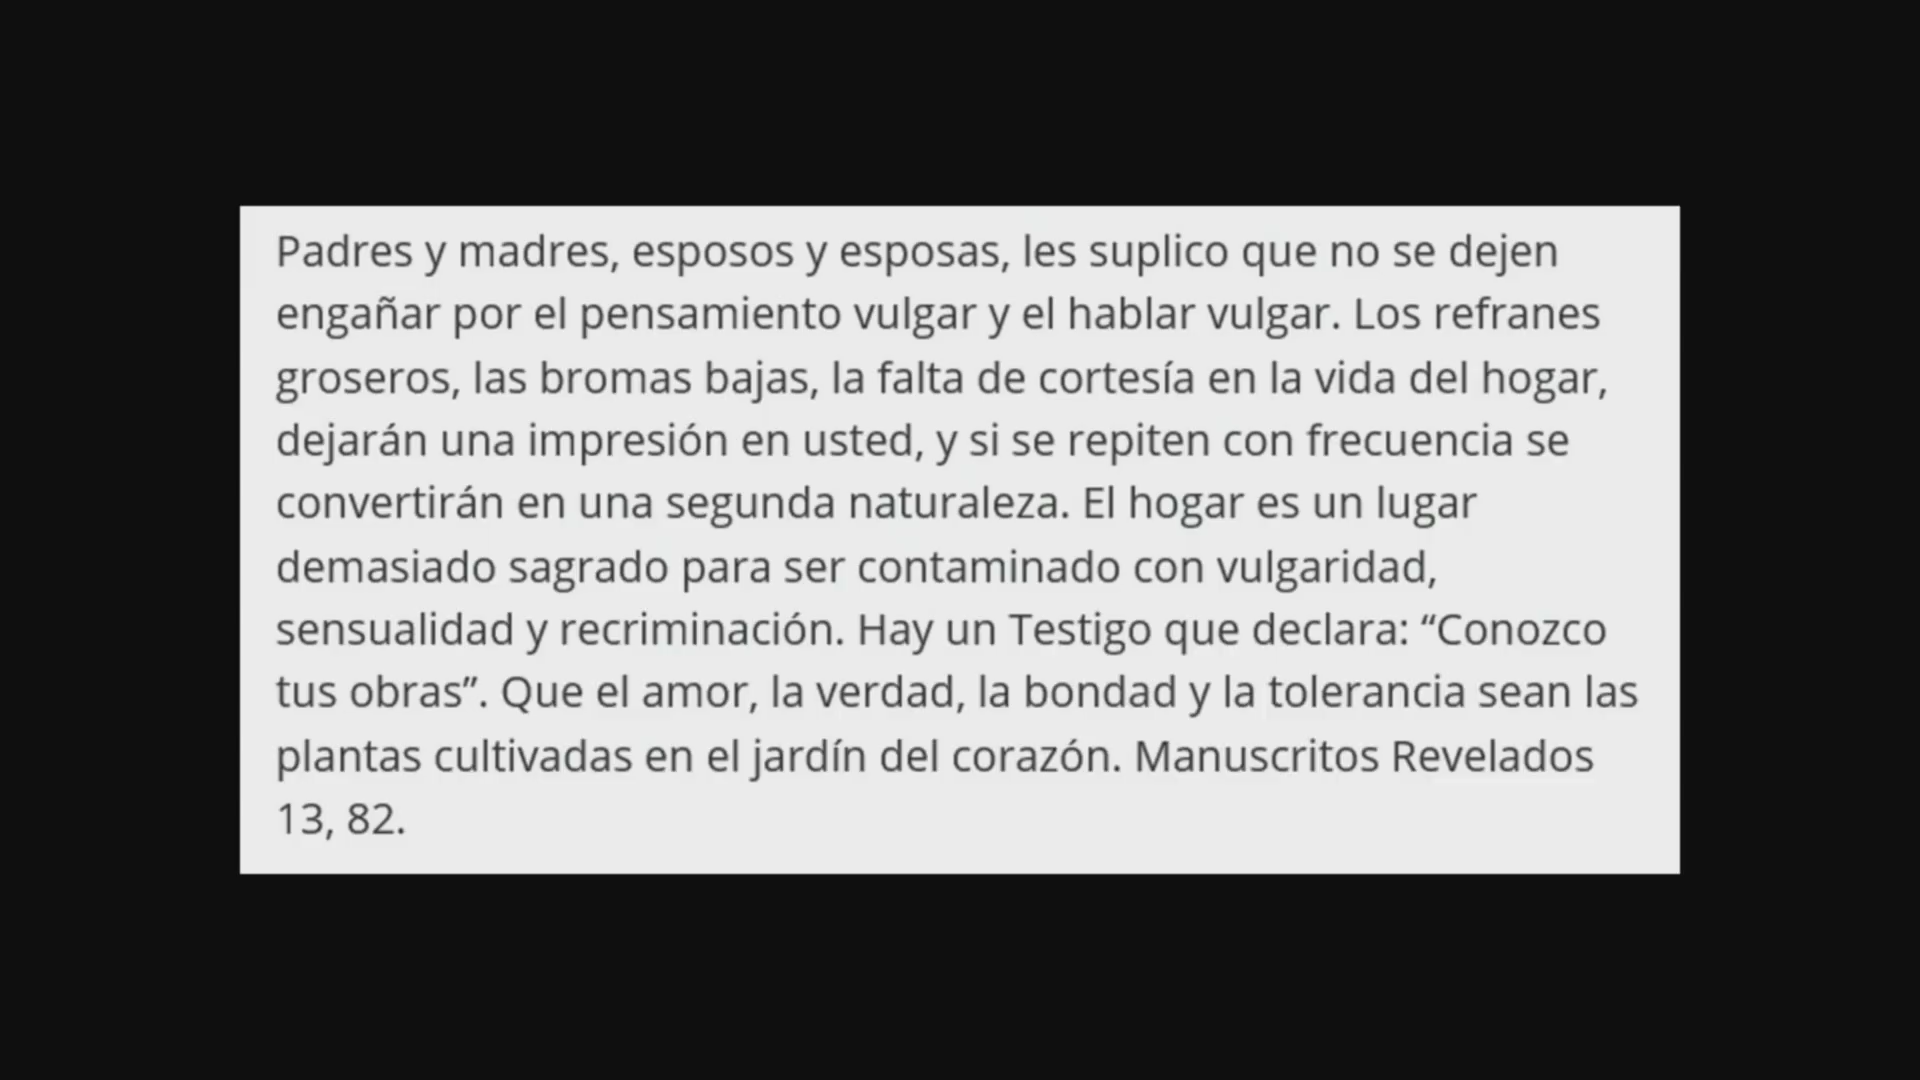 Padres y madres, esposos y esposas, les suplico que no se dejen
engañar por el pensamiento vulgar y el hablar vulgar. Los refranes
groseros, las bromas bajas, la falta de cortesía en la vida del hogar,
dejarán una impresión en usted, y si se repiten con frecuencia se
convertirán en una segunda naturaleza. El hogar es un lugar
demasiado sagrado para ser contaminado con vulgaridad,
sensualidad y recriminación. Hay un Testigo que declara: “Conozco
tus obras”. Que el amor, la verdad, la bondad y la tolerancia sean las
plantas cultivadas en el jardín del corazón. Manuscritos Revelados
13, 82.